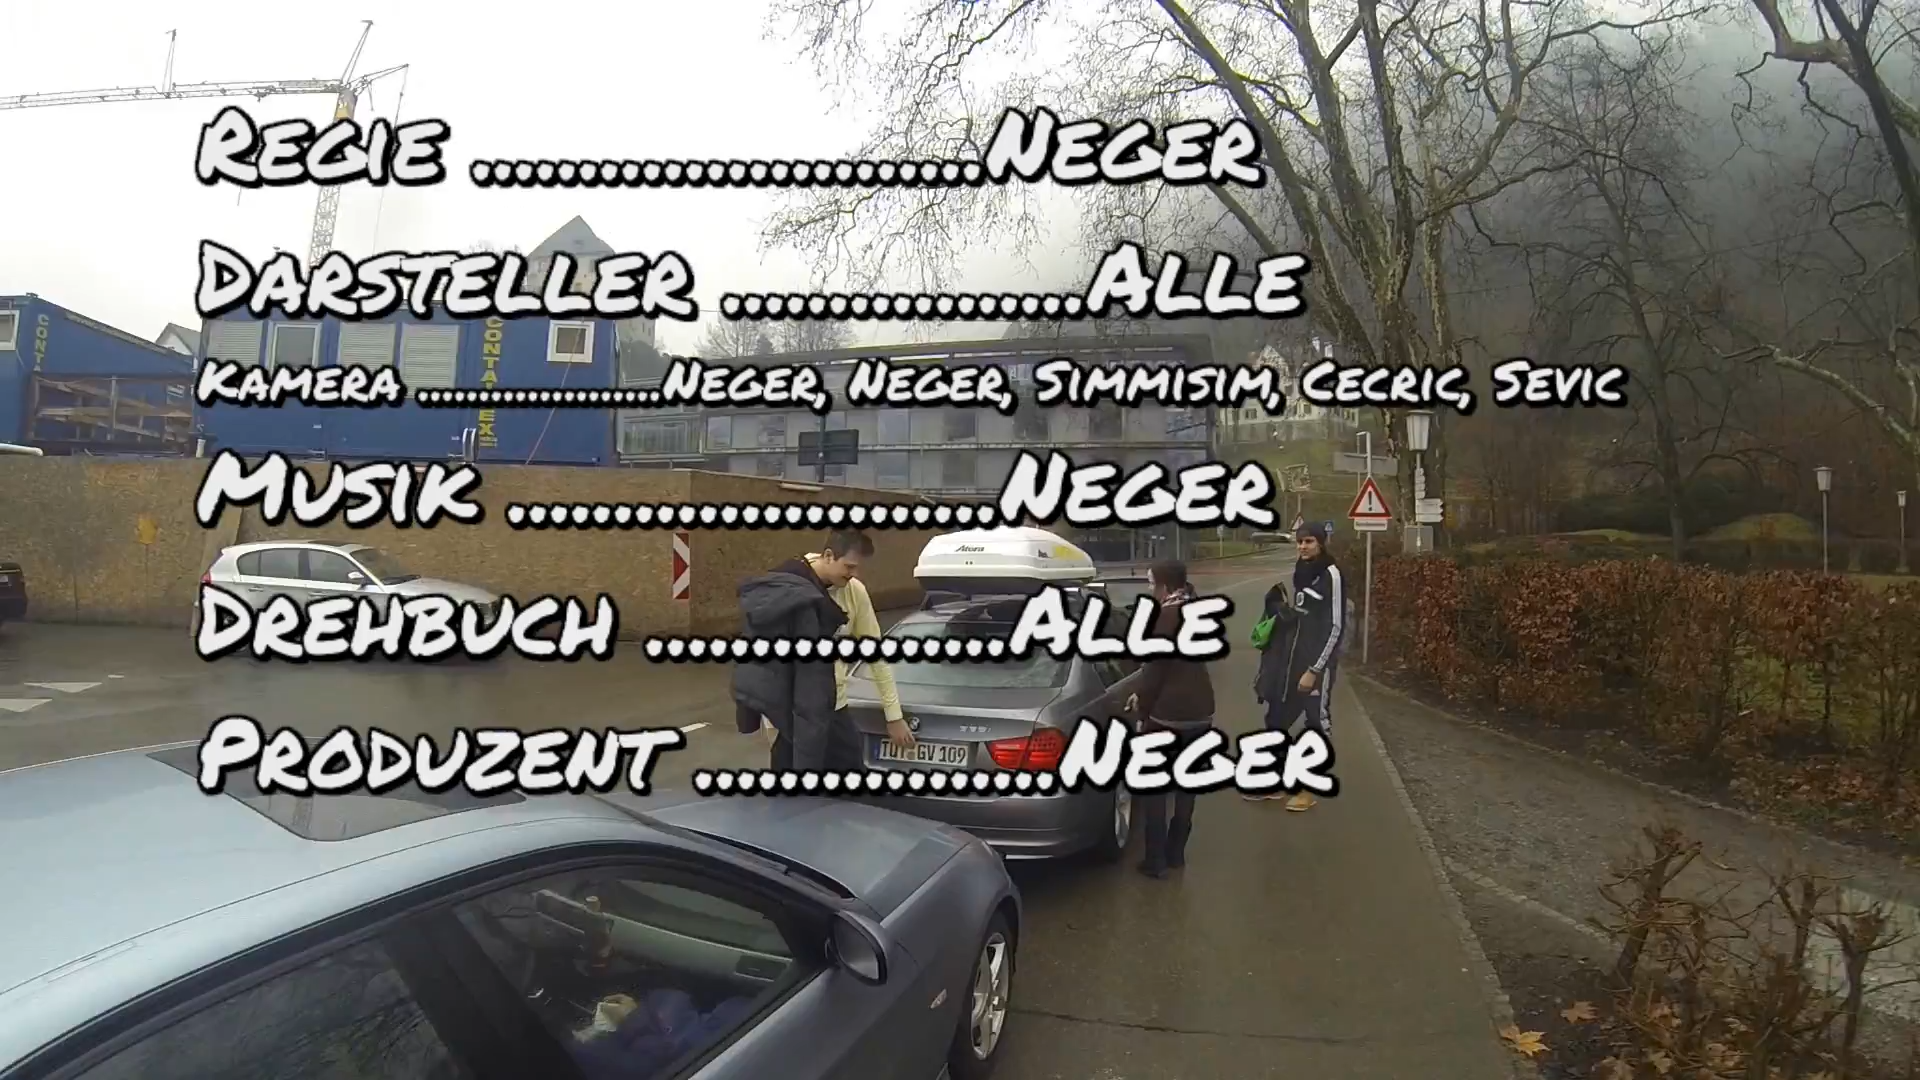 Regie ........................Neger
Darsteller .................Alle
Kamera ....................Neger, Neger, Simmisim, Cecric, Sevic
Musik .......................Neger
Drehbuch .................Alle
Produzent .................Neger
CONTAINEX
Atera
TUT GV 109